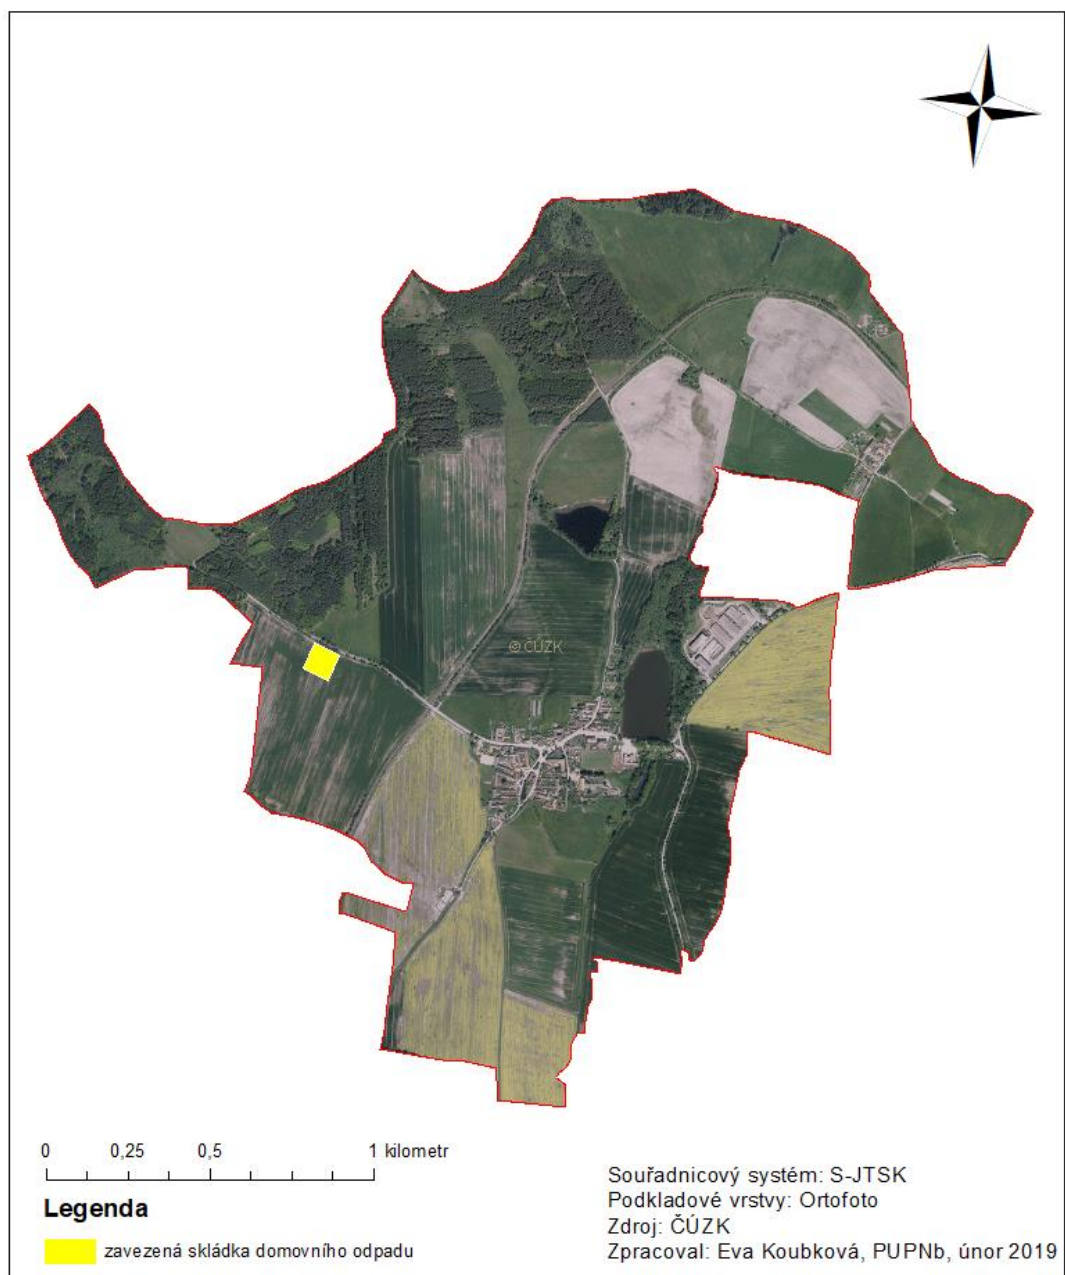 © ČÚZK
0 0,25 0,5 1 kilometr
Legenda
zavezená skládka domovního odpadu
Souřadnicový systém: S-JTSK
Podkladové vrstvy: Ortofoto
Zdroj: ČÚZK
Zpracoval: Eva Koubková, PUPNb, únor 2019